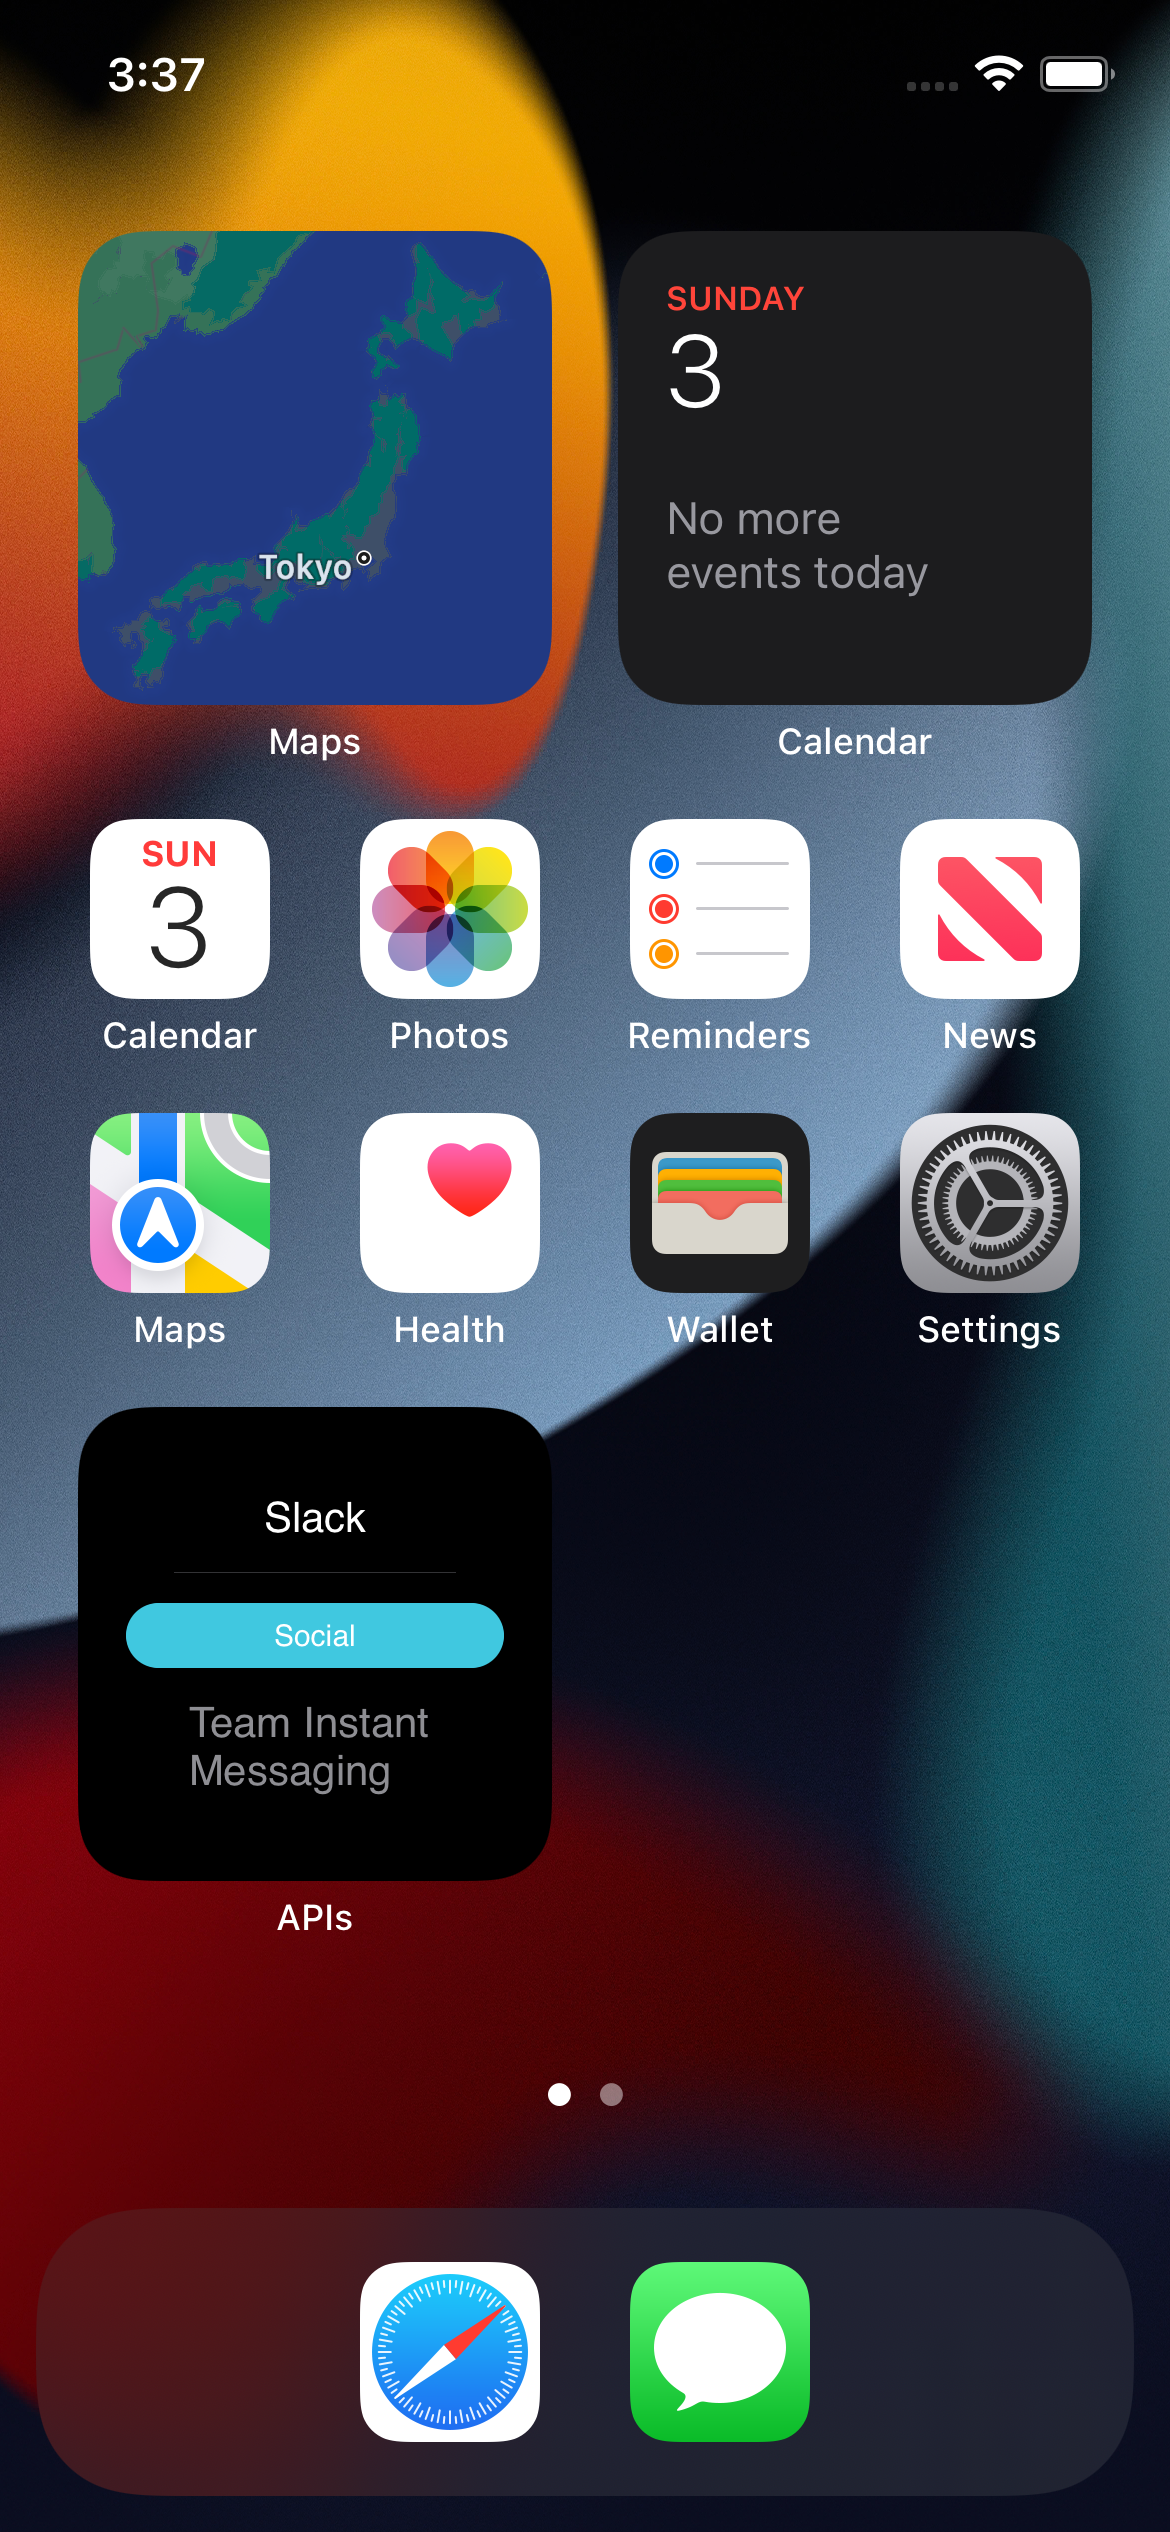 3:37
Tokyo
SUNDAY
3
No more
events today
Maps
Calendar
SUN
3
Calendar
Photos
Reminders
News
Maps
Health
Wallet
Settings
Slack
Social
Team Instant
Messaging
APIs